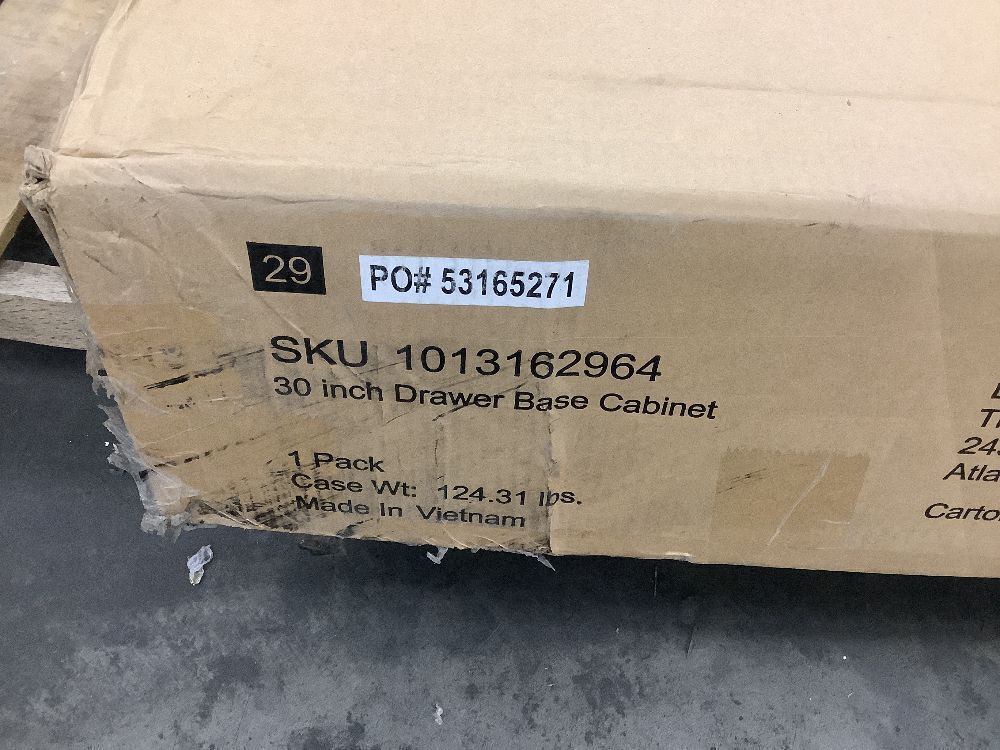 29
PO# 53165271
SKU 1013162964
30 inch Drawer Base Cabinet
1 Pack
Case Wt: 124.31 lbs.
Made In Vietnam